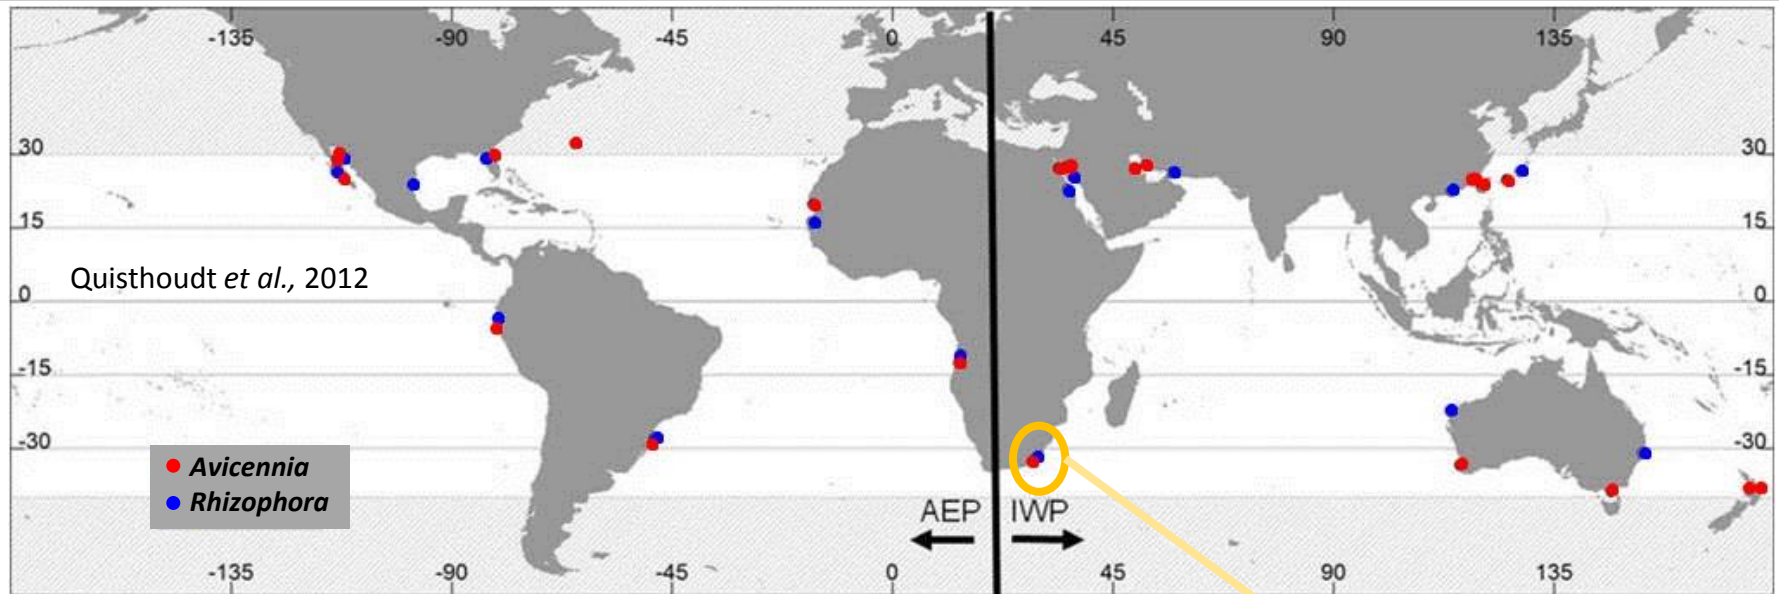 -135 -90 -45 0 45 90 135
30 30
15 15
Quisthoudt et al., 2012
0 0
-15 -15
-30 -30
Avicennia
Rhizophora
AEP IWP
-135 -90 -45 0 45 90 135